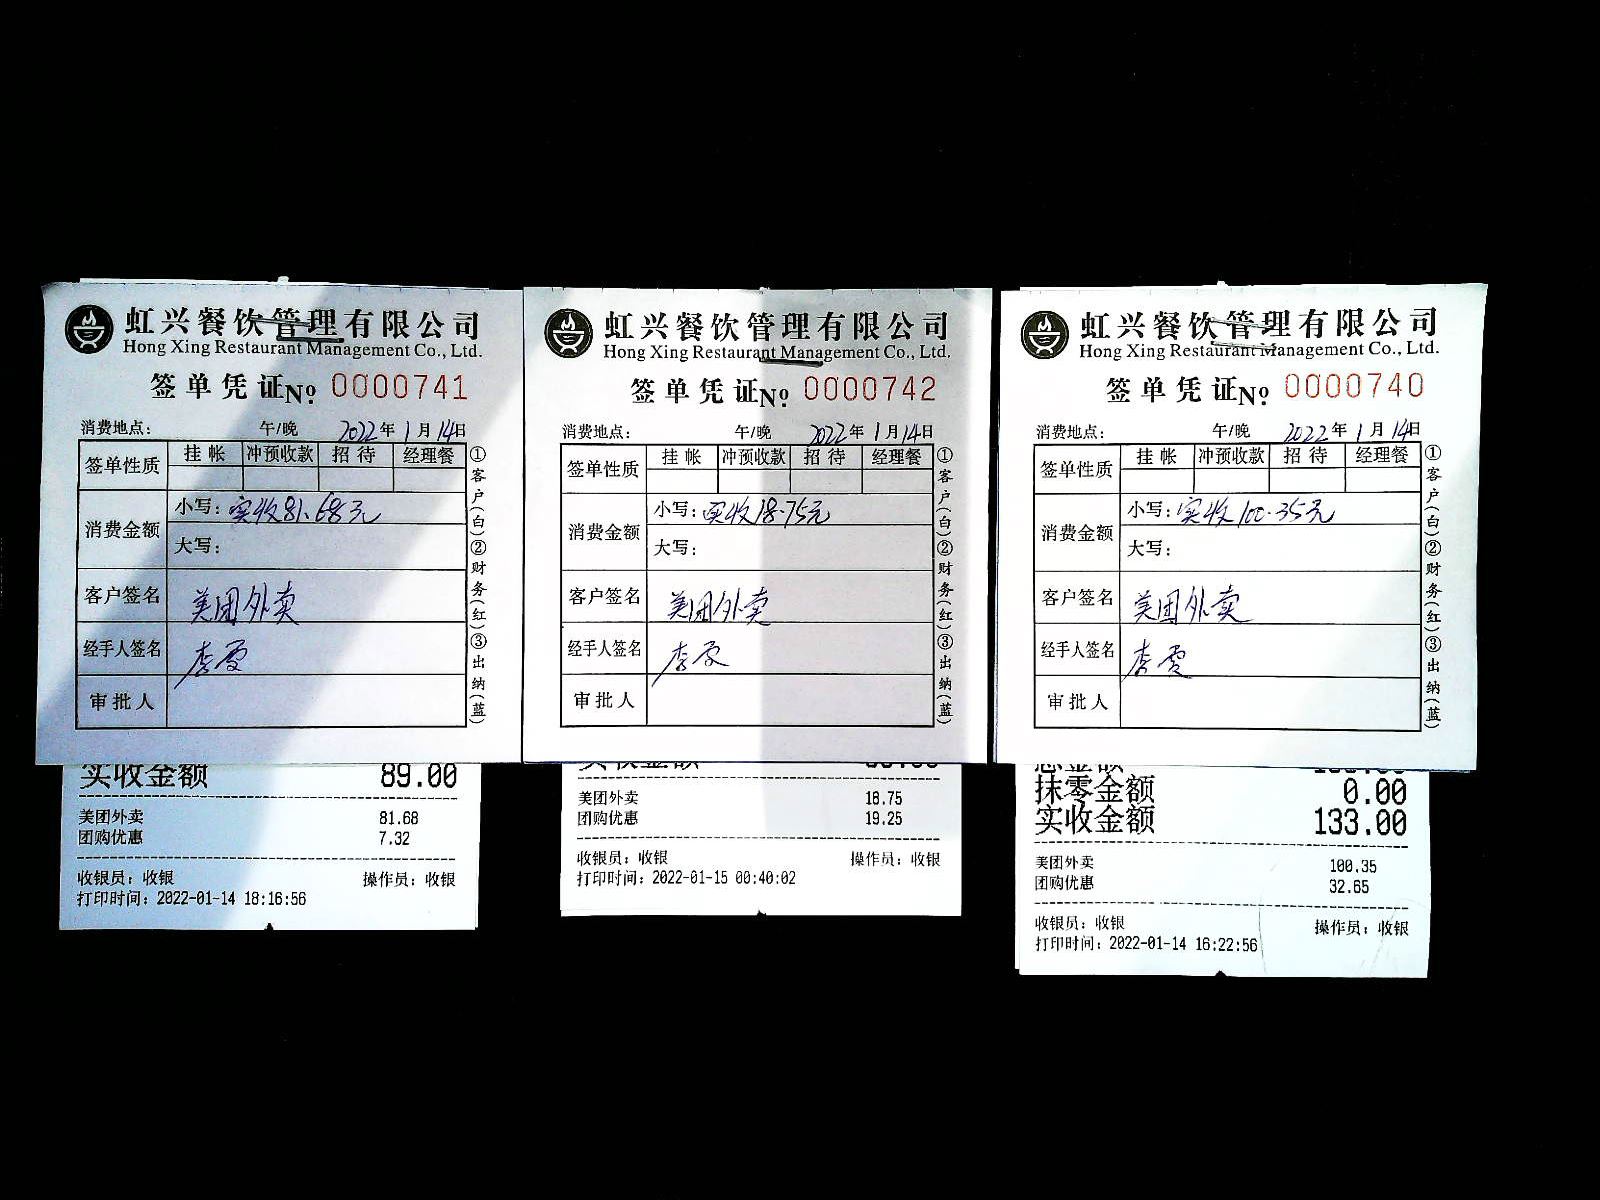 虹兴餐饮管理有限公司
Hong Xing Restaurant Management Co., Ltd.
签单凭证 No 0000741
消费地点: 午/晚 2022年1月14日
签单性质 挂帐 冲预收款 招待 经理餐
消费金额
小写: 实收81.68元
大写:
客户签名 美团外卖
经手人签名 李霞
审批人
①客户(白)②财务(红)③出纳(蓝)
实收金额 89.00
美团外卖 81.68
团购优惠 7.32
收银员: 收银 操作员: 收银
打印时间: 2022-01-14 18:16:56
虹兴餐饮管理有限公司
Hong Xing Restaurant Management Co., Ltd.
签单凭证 No 0000742
消费地点: 午/晚 2022年1月14日
签单性质 挂帐 冲预收款 招待 经理餐
消费金额
小写: 实收18.75元
大写:
客户签名 美团外卖
经手人签名 李霞
审批人
①客户(白)②财务(红)③出纳(蓝)
美团外卖 18.75
团购优惠 19.25
收银员: 收银 操作员: 收银
打印时间: 2022-01-15 00:40:02
虹兴餐饮管理有限公司
Hong Xing Restaurant Management Co., Ltd.
签单凭证 No 0000740
消费地点: 午/晚 2022年1月14日
签单性质 挂帐 冲预收款 招待 经理餐
消费金额
小写: 实收100.35元
大写:
客户签名 美团外卖
经手人签名 李霞
审批人
①客户(白)②财务(红)③出纳(蓝)
抹零金额 0.00
实收金额 133.00
美团外卖 100.35
团购优惠 32.65
收银员: 收银 操作员: 收银
打印时间: 2022-01-14 16:22:56